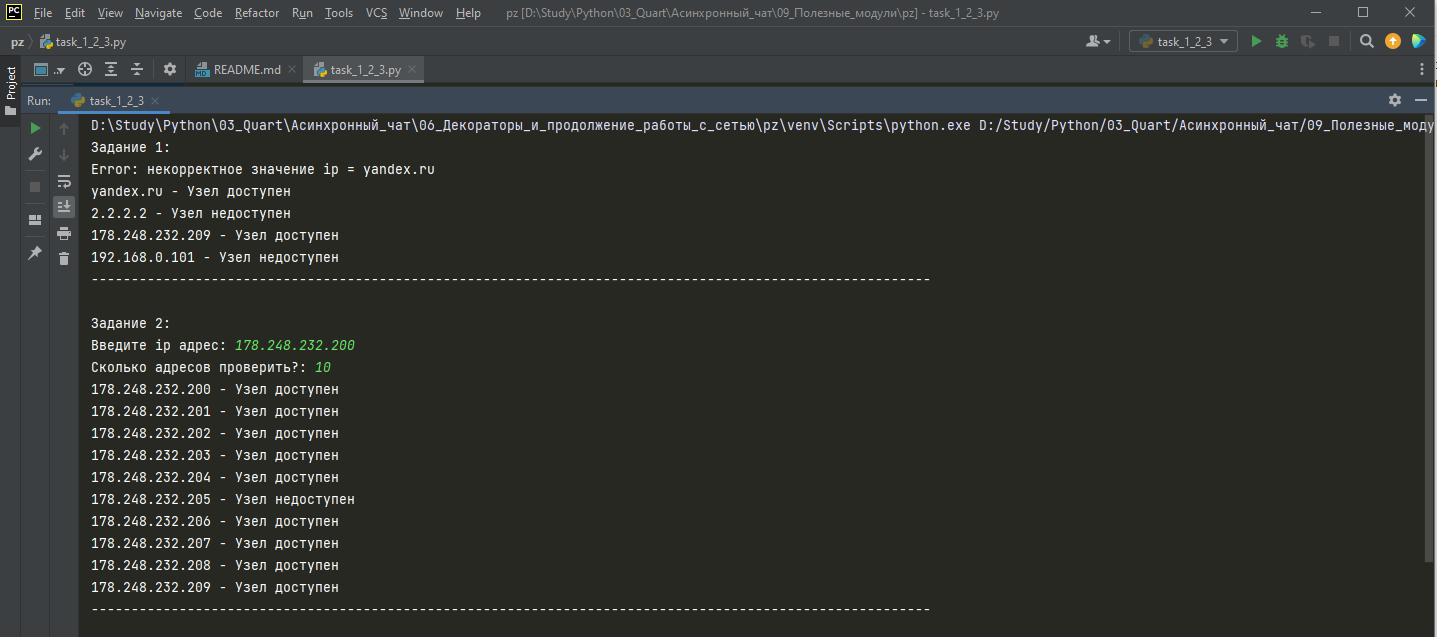 PC File Edit View Navigate Code Refactor Run Tools VCS Window Help pz [D:\Study\Python\03_Quart\Асинхронный_чат\09_Полезные_модули\pz] - task_1_2_3.py
pz task_1_2_3.py task_1_2_3
Project README.md task_1_2_3.py
Run: task_1_2_3
D:\Study\Python\03_Quart\Асинхронный_чат\06_Декораторы_и_продолжение_работы_с_сетью\pz\venv\Scripts\python.exe D:/Study/Python/03_Quart/Асинхронный_чат/09_Полезные_моду
Задание 1:
Error: некорректное значение ip = yandex.ru
yandex.ru - Узел доступен
2.2.2.2 - Узел недоступен
178.248.232.209 - Узел доступен
192.168.0.101 - Узел недоступен
---------------------------------------------------------------------------------------------------------
Задание 2:
Введите ip адрес: 178.248.232.200
Сколько адресов проверить?: 10
178.248.232.200 - Узел доступен
178.248.232.201 - Узел доступен
178.248.232.202 - Узел доступен
178.248.232.203 - Узел доступен
178.248.232.204 - Узел доступен
178.248.232.205 - Узел недоступен
178.248.232.206 - Узел доступен
178.248.232.207 - Узел доступен
178.248.232.208 - Узел доступен
178.248.232.209 - Узел доступен
---------------------------------------------------------------------------------------------------------